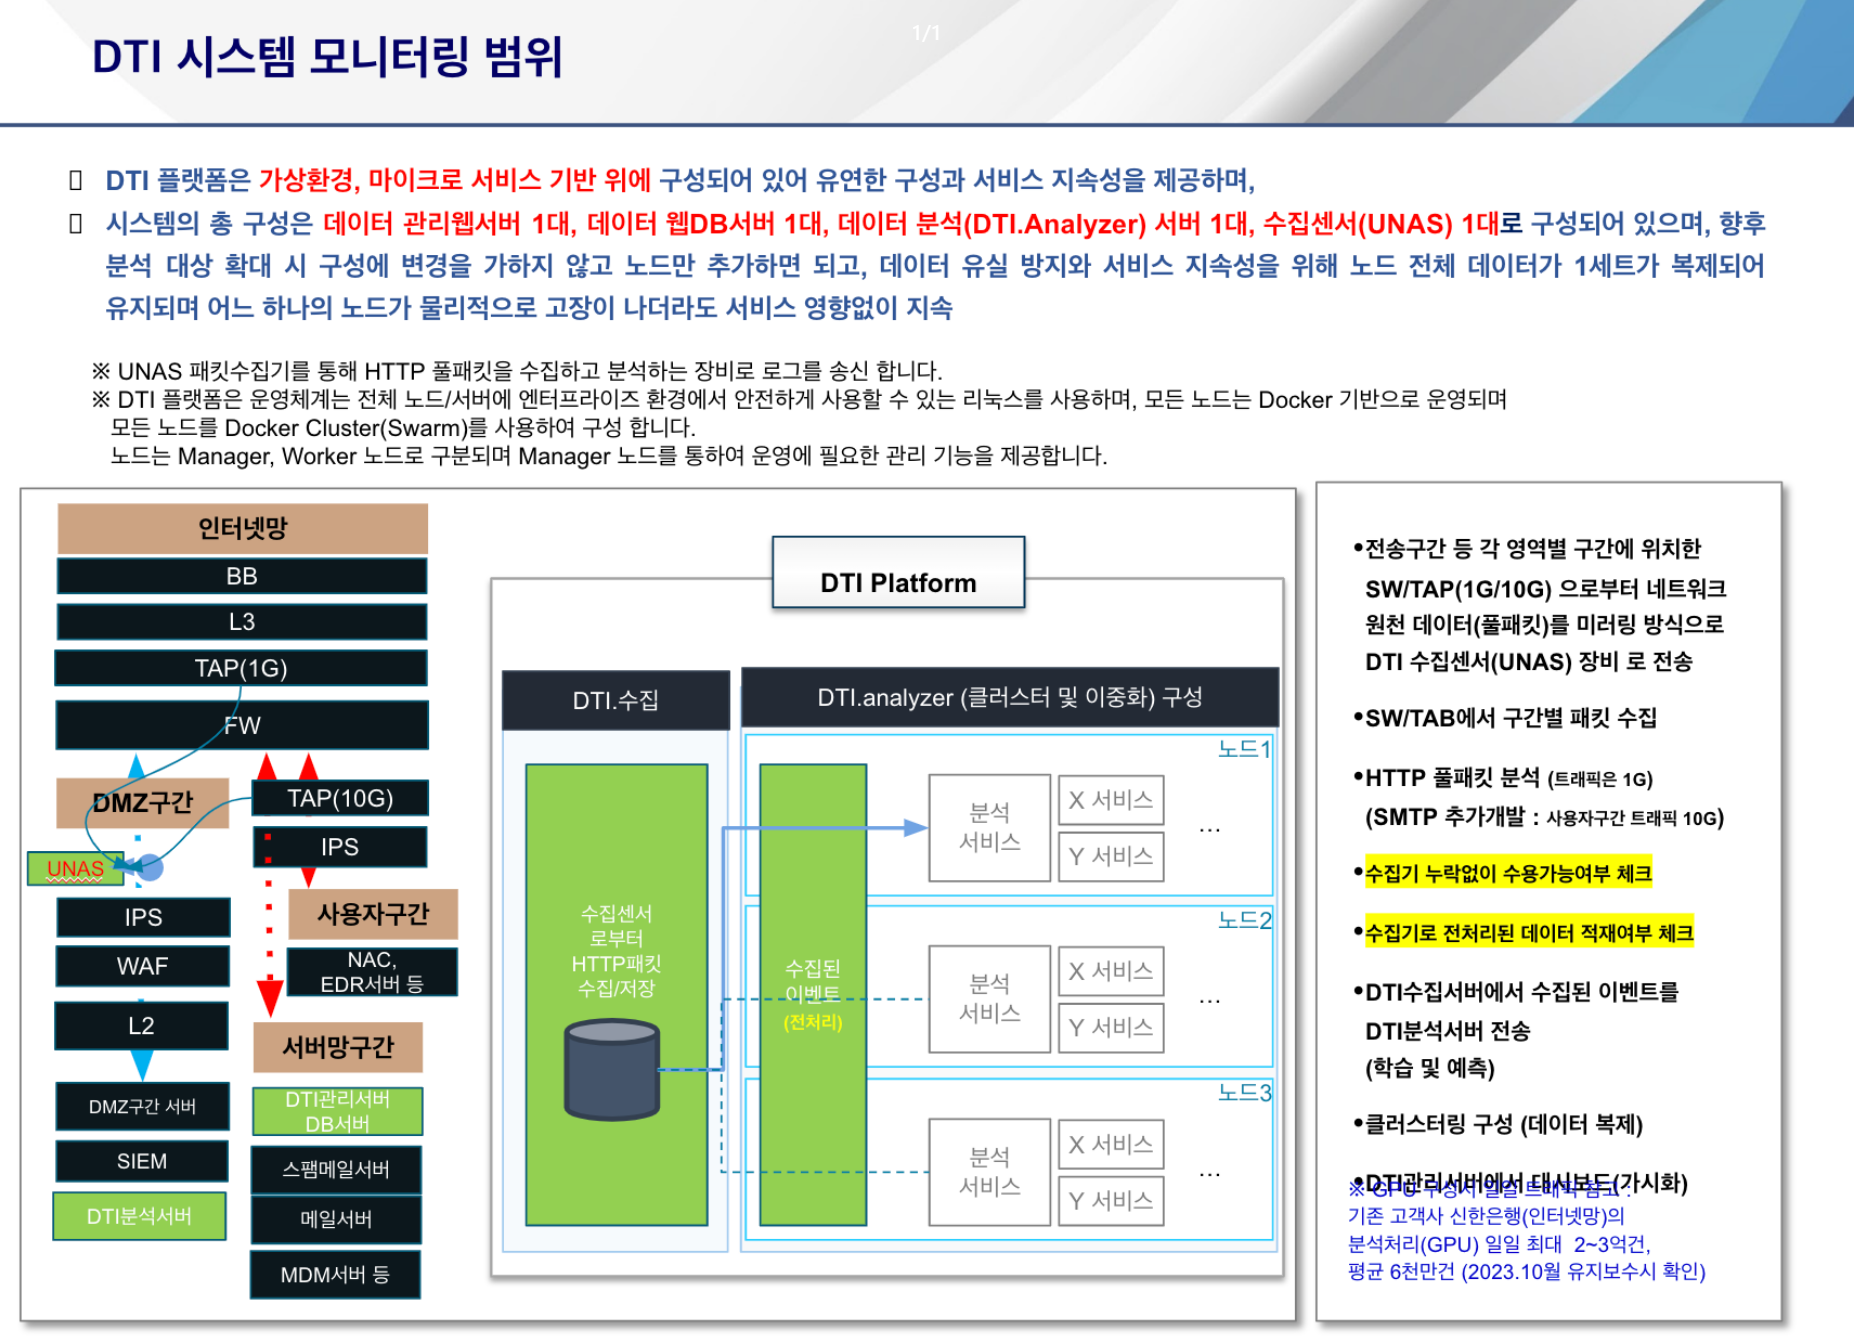 1/1
DTI 시스템 모니터링 범위
DTI 플랫폼은 가상환경, 마이크로 서비스 기반 위에 구성되어 있어 유연한 구성과 서비스 지속성을 제공하며,
시스템의 총 구성은 데이터 관리웹서버 1대, 데이터 웹DB서버 1대, 데이터 분석(DTI.Analyzer) 서버 1대, 수집센서(UNAS) 1대로 구성되어 있으며, 향후
분석 대상 확대 시 구성에 변경을 가하지 않고 노드만 추가하면 되고, 데이터 유실 방지와 서비스 지속성을 위해 노드 전체 데이터가 1세트가 복제되어
유지되며 어느 하나의 노드가 물리적으로 고장이 나더라도 서비스 영향없이 지속
※ UNAS 패킷수집기를 통해 HTTP 풀패킷을 수집하고 분석하는 장비로 로그를 송신 합니다.
※ DTI 플랫폼은 운영체계는 전체 노드/서버에 엔터프라이즈 환경에서 안전하게 사용할 수 있는 리눅스를 사용하며, 모든 노드는 Docker 기반으로 운영되며
모든 노드를 Docker Cluster(Swarm)를 사용하여 구성 합니다.
노드는 Manager, Worker 노드로 구분되며 Manager 노드를 통하여 운영에 필요한 관리 기능을 제공합니다.
인터넷망
BB
L3
TAP(1G)
FW
DMZ구간
TAP(10G)
IPS
UNAS
IPS
사용자구간
WAF
NAC,
EDR서버 등
L2
서버망구간
DMZ구간 서버
DTI관리서버
DB서버
SIEM
스팸메일서버
DTI분석서버
메일서버
MDM서버 등
DTI Platform
DTI.수집
DTI.analyzer (클러스터 및 이중화) 구성
수집센서
로부터
HTTP패킷
수집/저장
수집된
이벤트
(전처리)
노드1
분석
서비스
X 서비스
Y 서비스
...
노드2
분석
서비스
X 서비스
Y 서비스
...
노드3
분석
서비스
X 서비스
Y 서비스
...
•전송구간 등 각 영역별 구간에 위치한
SW/TAP(1G/10G) 으로부터 네트워크
원천 데이터(풀패킷)를 미러링 방식으로
DTI 수집센서(UNAS) 장비 로 전송
•SW/TAB에서 구간별 패킷 수집
•HTTP 풀패킷 분석 (트래픽은 1G)
(SMTP 추가개발 : 사용자구간 트래픽 10G)
•수집기 누락없이 수용가능여부 체크
•수집기로 전처리된 데이터 적재여부 체크
•DTI수집서버에서 수집된 이벤트를
DTI분석서버 전송
(학습 및 예측)
•클러스터링 구성 (데이터 복제)
•DTI관리서버에서 대시보드(가시화)
※ GPU 구성시 일일 트래픽 참고 :
기존 고객사 신한은행(인터넷망)의
분석처리(GPU) 일일 최대 2~3억건,
평균 6천만건 (2023.10월 유지보수시 확인)